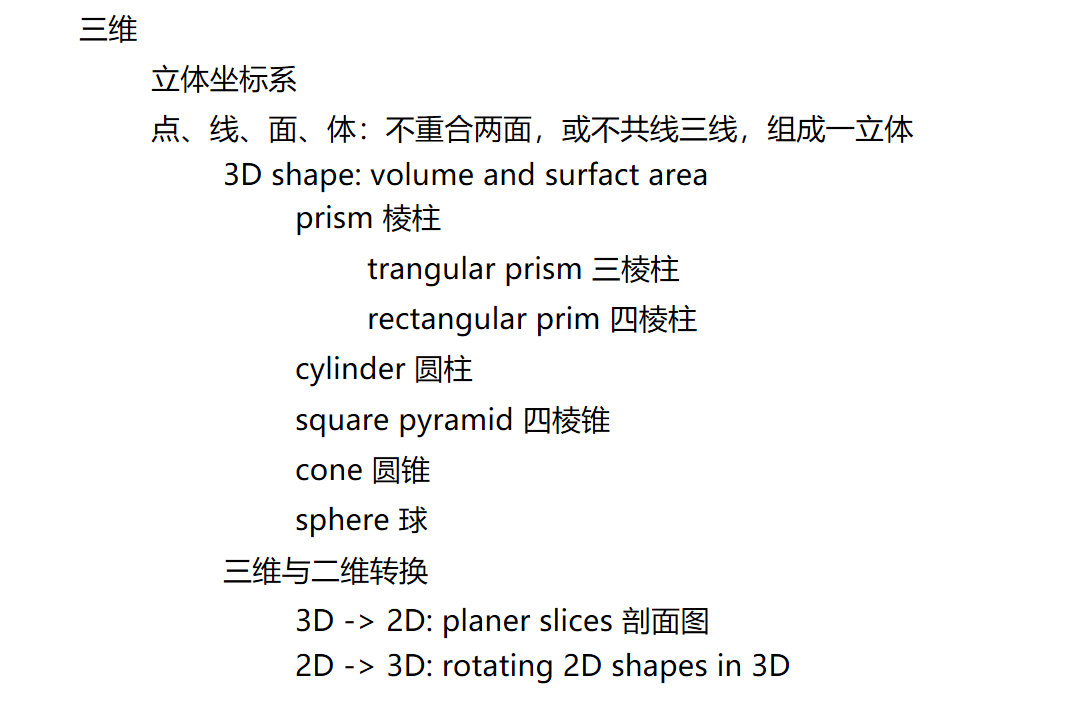 三维
立体坐标系
点、线、面、体：不重合两面，或不共线三线，组成一立体
3D shape: volume and surfact area
prism 棱柱
trangular prism 三棱柱
rectangular prim 四棱柱
cylinder 圆柱
square pyramid 四棱锥
cone 圆锥
sphere 球
三维与二维转换
3D -> 2D: planer slices 剖面图
2D -> 3D: rotating 2D shapes in 3D